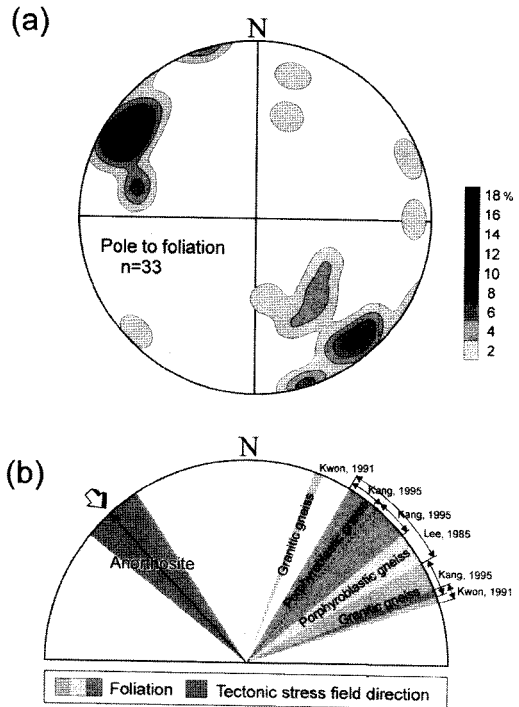 (a)
N
Pole to foliation
n=33
18 %
16
14
12
10
8
6
4
2
(b)
N
Kwon, 1991
Kang, 1995
Kang, 1995
Lee, 1985
Kang, 1995
Kwon, 1991
Anorthosite
Granitic gneiss
Porphyroblastic gneiss
Porphyroblastic gneiss
Granitic gneiss
Foliation
Tectonic stress field direction